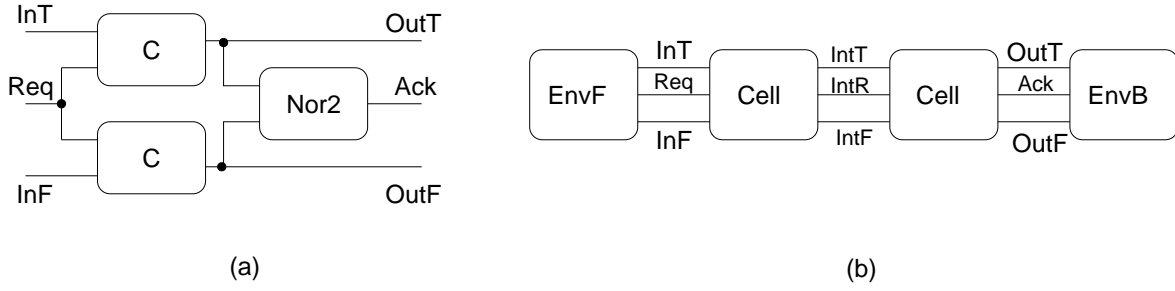 InT
C
OutT
Req
Nor2
Ack
C
InF
OutF
(a)
InT
IntT
OutT
EnvF
Req
Cell
IntR
Cell
Ack
EnvB
InF
IntF
OutF
(b)